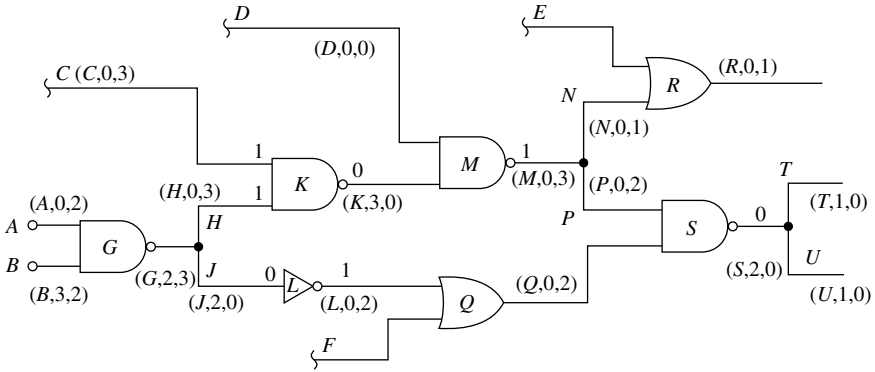 D
(D,0,0)
E
C (C,0,3)
R
(R,0,1)
N
(N,0,1)
1
1
K
0
(K,3,0)
M
1
(M,0,3)
(P,0,2)
P
(H,0,3)
H
A
(A,0,2)
G
B
(B,3,2)
(G,2,3)
J
(J,2,0)
0
L
1
(L,0,2)
Q
(Q,0,2)
F
S
0
(S,2,0)
T
(T,1,0)
U
(U,1,0)